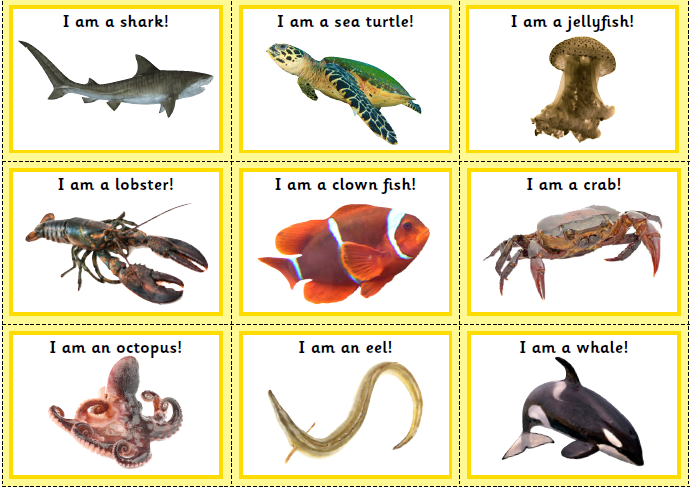 I am a shark!
I am a sea turtle!
I am a jellyfish!
I am a lobster!
I am a clown fish!
I am a crab!
I am an octopus!
I am an eel!
I am a whale!